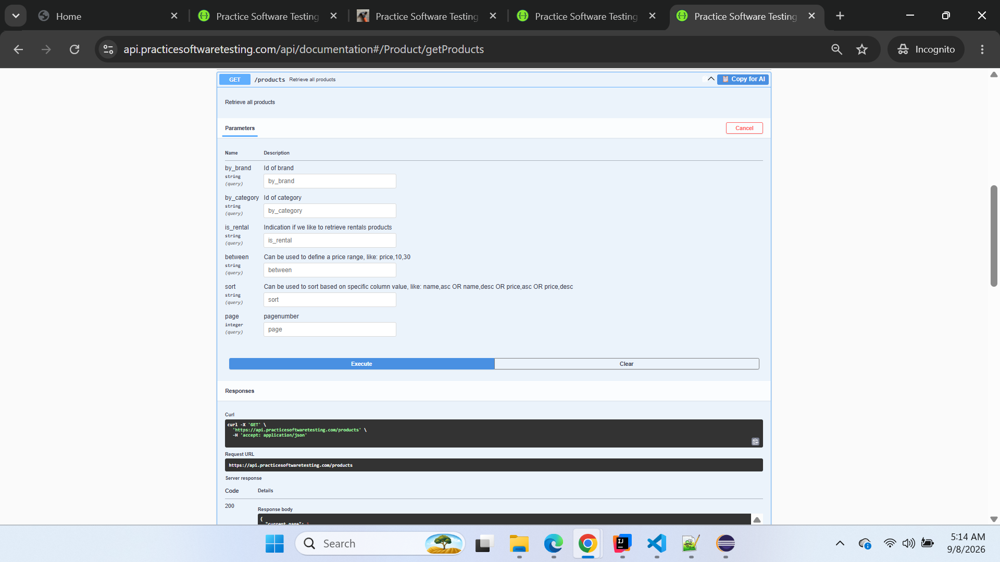 Home
Practice Software Testing
Practice Software Testing
Practice Software Testing
Practice Software Testing
api.practicesoftwaretesting.com/api/documentation#/Product/getProducts
Incognito
GET /products Retrieve all products
Copy for AI
Retrieve all products
Parameters
Cancel
Name Description
by_brand Id of brand
string
(query)
by_brand
by_category Id of category
string
(query)
by_category
is_rental Indication if we like to retrieve rentals products
string
(query)
is_rental
between Can be used to define a price range, like: price,10,30
string
(query)
between
sort Can be used to sort based on specific column value, like: name,asc OR name,desc OR price,asc OR price,desc
string
(query)
sort
page pagenumber
integer
(query)
page
Execute
Clear
Responses
Curl
curl -X 'GET' \
'https://api.practicesoftwaretesting.com/products' \
-H 'accept: application/json'
Request URL
https://api.practicesoftwaretesting.com/products
Server response
Code Details
200
Response body
{
"current_page": 1
Search
5:14 AM
9/8/2026